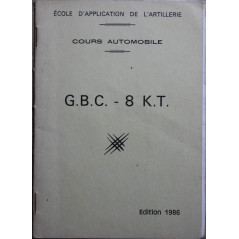 ÉCOLE D'APPLICATION DE L'ARTILLERIE
COURS AUTOMOBILE
G.B.C. - 8 K.T.
Edition 1986